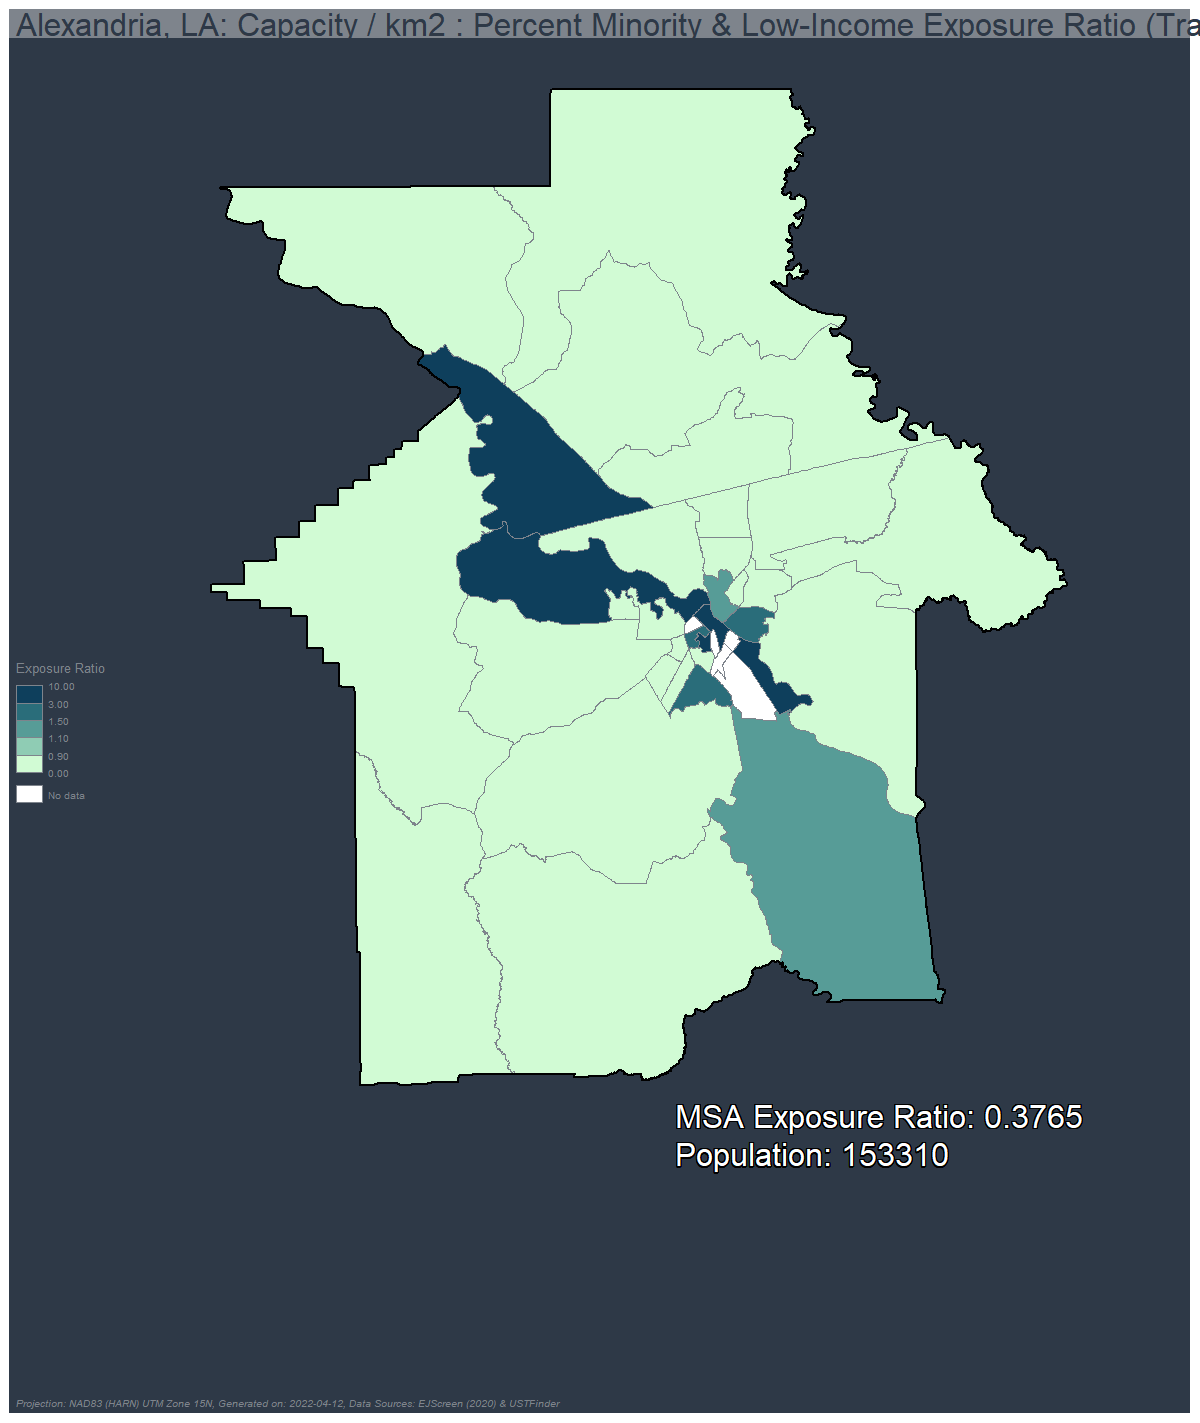 Alexandria, LA: Capacity / km2 : Percent Minority & Low-Income Exposure Ratio (Tra
Exposure Ratio
10.00
3.00
1.50
1.10
0.90
0.00
No data
MSA Exposure Ratio: 0.3765
Population: 153310
Projection: NAD83 (HARN) UTM Zone 15N, Generated on: 2022-04-12, Data Sources: EJScreen (2020) & USTFinder